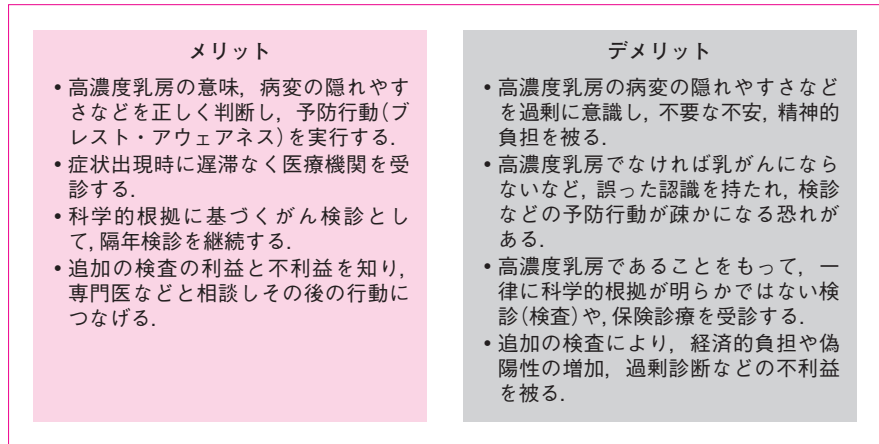 メリット
• 高濃度乳房の意味，病変の隠れやす
さなどを正しく判断し，予防行動（ブ
レスト・アウェアネス）を実行する．
• 症状出現時に遅滞なく医療機関を受
診する．
• 科学的根拠に基づくがん検診とし
て，隔年検診を継続する．
• 追加の検査の利益と不利益を知り，
専門医などと相談しその後の行動に
つなげる．
デメリット
• 高濃度乳房の病変の隠れやすさなど
を過剰に意識し，不要な不安，精神的
負担を被る．
• 高濃度乳房でなければ乳がんになら
ないなど，誤った認識を持たれ，検診
などの予防行動が疎かになる恐れが
ある．
• 高濃度乳房であることをもって，一
律に科学的根拠が明らかではない検
診（検査）や，保険診療を受診する．
• 追加の検査により，経済的負担や偽
陽性の増加，過剰診断などの不利益
を被る．